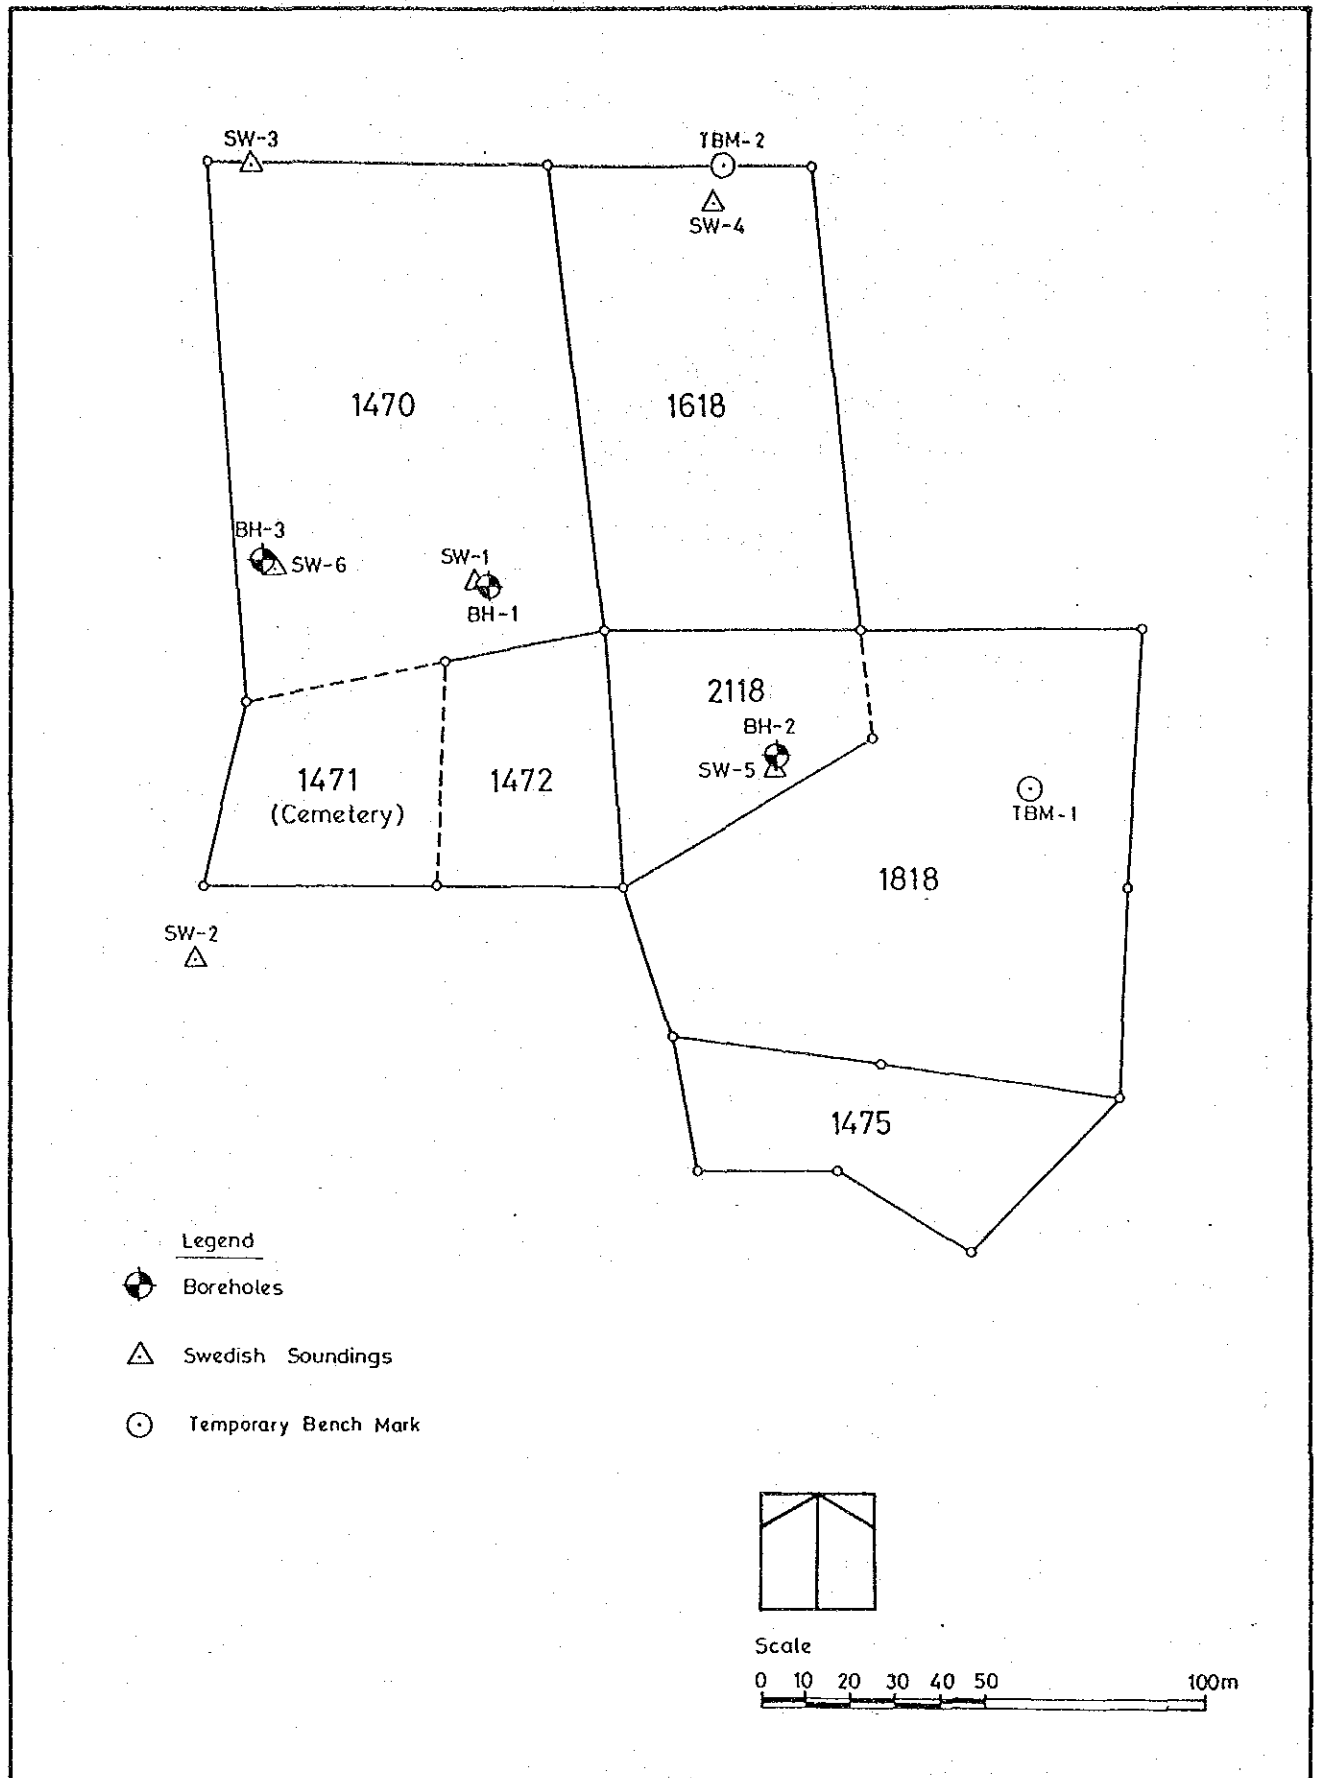 SW-3
TBM-2
SW-4
1470
1618
BH-3
SW-6
SW-1
BH-1
2118
BH-2
SW-5
1471
(Cemetery)
1472
TBM-1
1818
SW-2
1475
Legend
Boreholes
Swedish Soundings
Temporary Bench Mark
Scale
0 10 20 30 40 50 100m